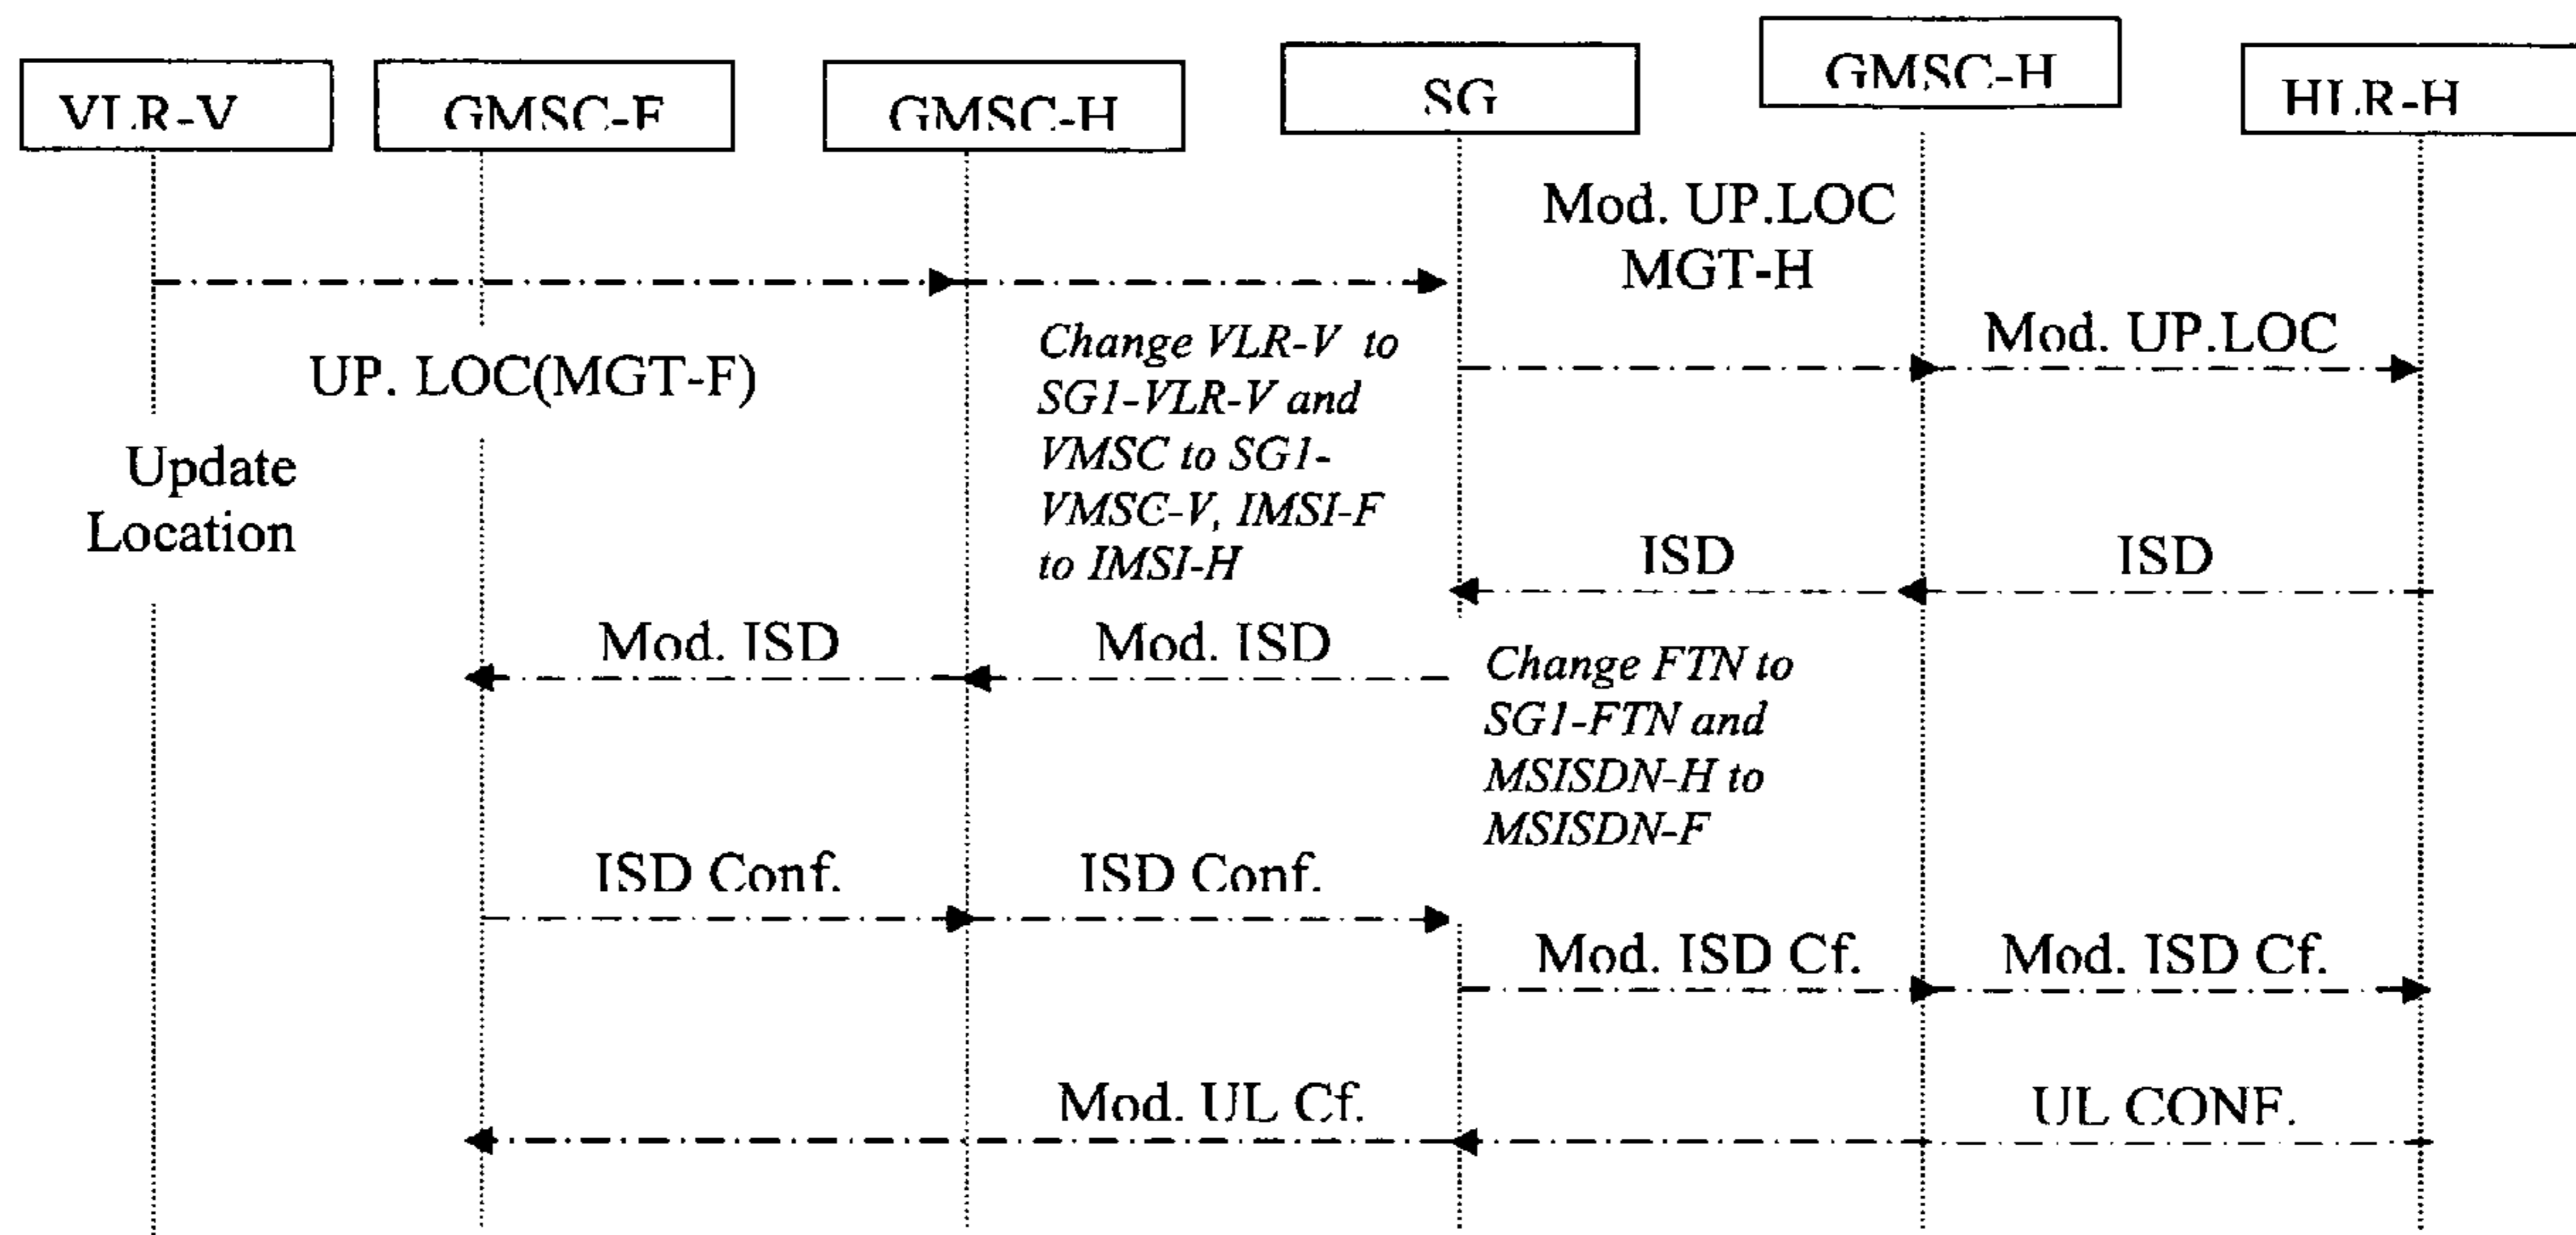 VLR-V
GMSC-F
GMSC-H
SG
GMSC-H
HLR-H
Mod. UP.LOC
MGT-H
UP. LOC(MGT-F)
Change VLR-V to
SG1-VLR-V and
VMSC to SG1-
VMSC-V, IMSI-F
to IMSI-H
Mod. UP.LOC
Update
Location
ISD
ISD
Mod. ISD
Mod. ISD
Change FTN to
SG1-FTN and
MSISDN-H to
MSISDN-F
ISD Conf.
ISD Conf.
Mod. ISD Cf.
Mod. ISD Cf.
Mod. UL Cf.
UL CONF.